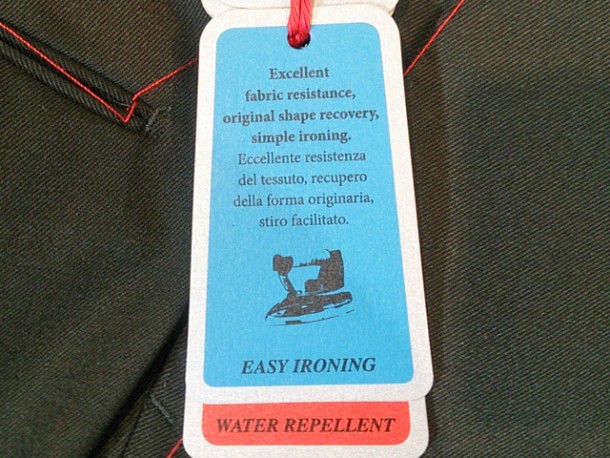 Excellent
fabric resistance,
original shape recovery,
simple ironing.
Eccellente resistenza
del tessuto, recupero
della forma originaria,
stiro facilitato.
EASY IRONING
WATER REPELLENT